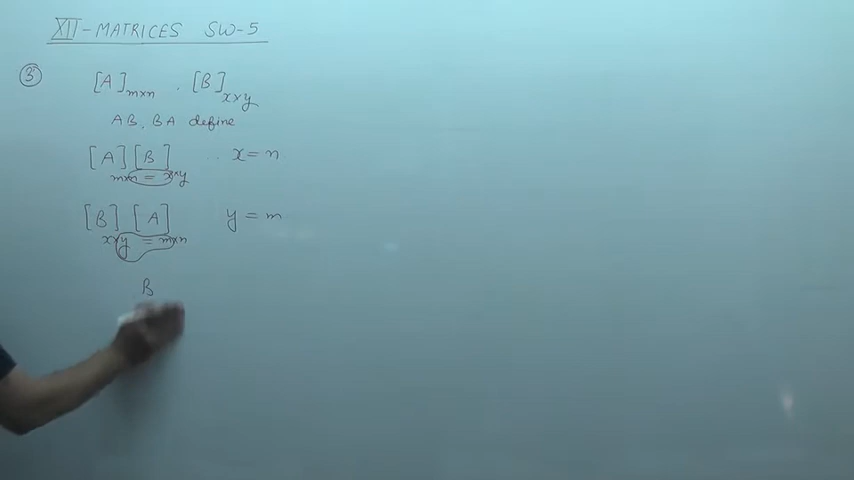 XII - MATRICES SW-5
③ [A]m×n . [B]x×y
AB, BA define
[A] [B] .. x = n
m×n = x×y
[B] [A] y = m
x×y = m×n
B